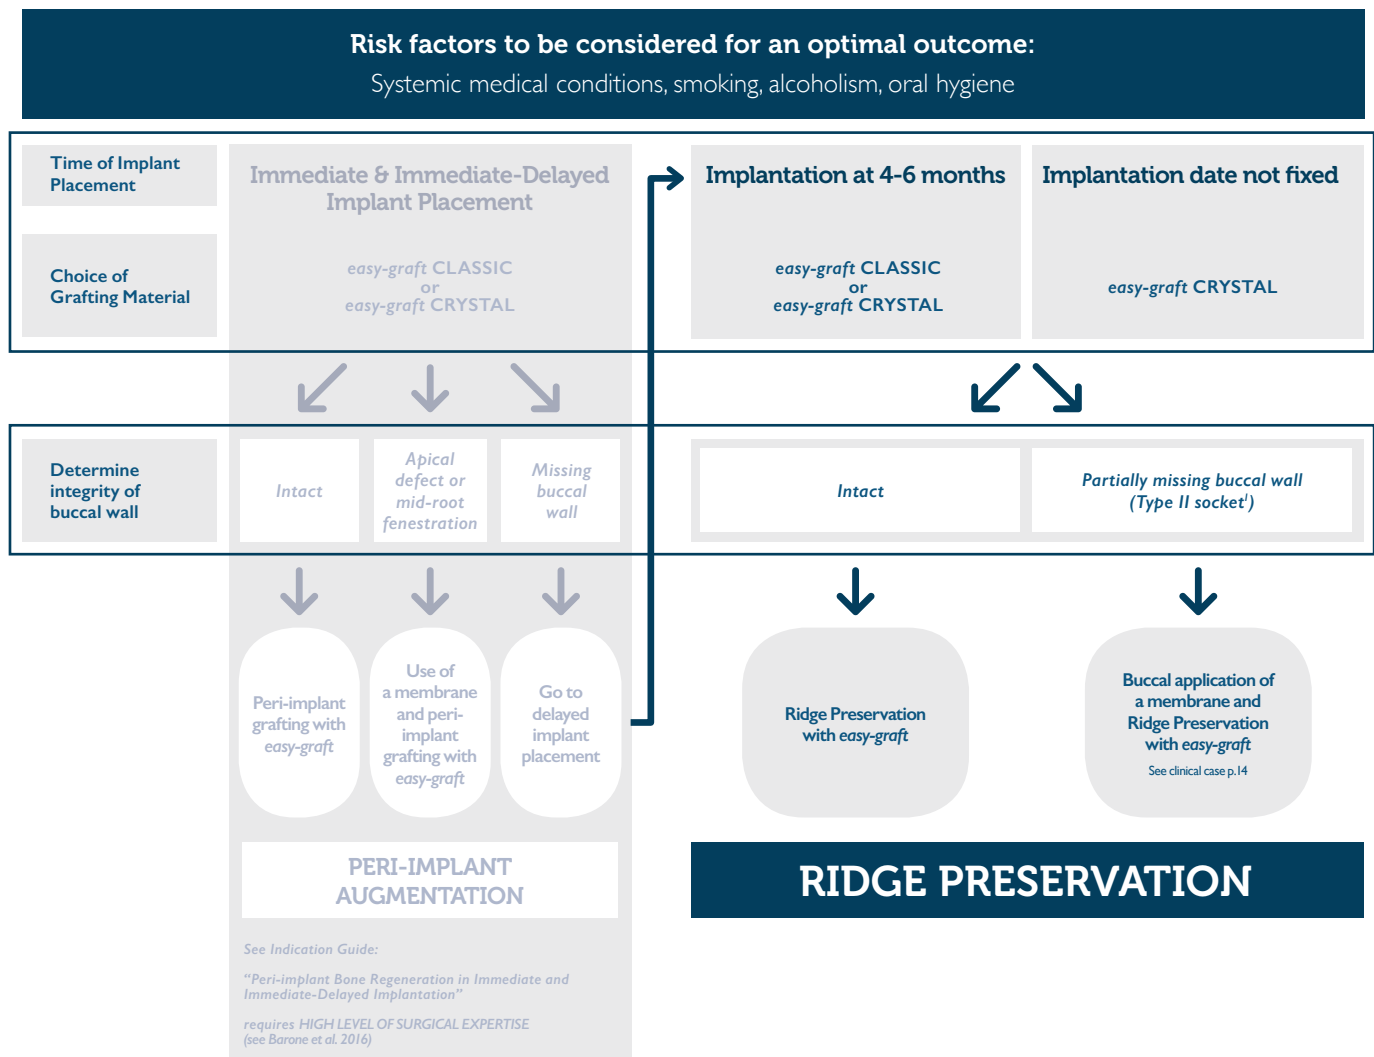 Risk factors to be considered for an optimal outcome:
Systemic medical conditions, smoking, alcoholism, oral hygiene
Time of Implant
Placement
Immediate & Immediate-Delayed
Implant Placement
Implantation at 4-6 months
Implantation date not fixed
Choice of
Grafting Material
easy-graft CLASSIC
or
easy-graft CRYSTAL
easy-graft CLASSIC
or
easy-graft CRYSTAL
easy-graft CRYSTAL
Determine
integrity of
buccal wall
Intact
Apical
defect or
mid-root
fenestration
Missing
buccal
wall
Intact
Partially missing buccal wall
(Type II socket¹)
Peri-implant
grafting with
easy-graft
Use of
a membrane
and peri-
implant
grafting with
easy-graft
Go to
delayed
implant
placement
Ridge Preservation
with easy-graft
Buccal application of
a membrane and
Ridge Preservation
with easy-graft
See clinical case p.14
PERI-IMPLANT
AUGMENTATION
RIDGE PRESERVATION
See Indication Guide:
“Peri-implant Bone Regeneration in Immediate and
Immediate-Delayed Implantation”
requires HIGH LEVEL OF SURGICAL EXPERTISE
(see Barone et al. 2016)